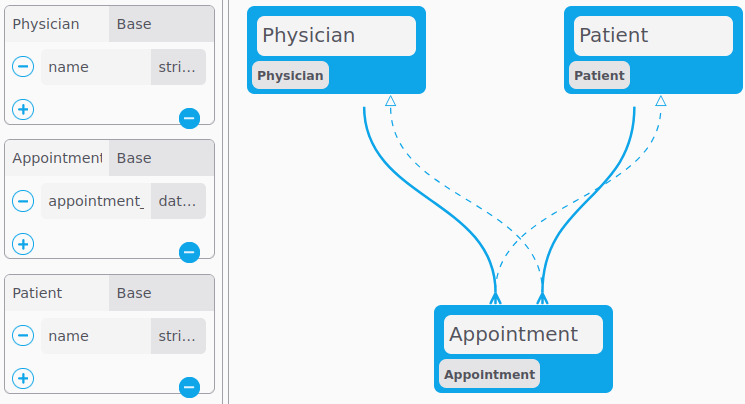 Physician Base
name stri...
Appointment Base
appointment_ dat...
Patient Base
name stri...
Physician
Physician
Patient
Patient
Appointment
Appointment